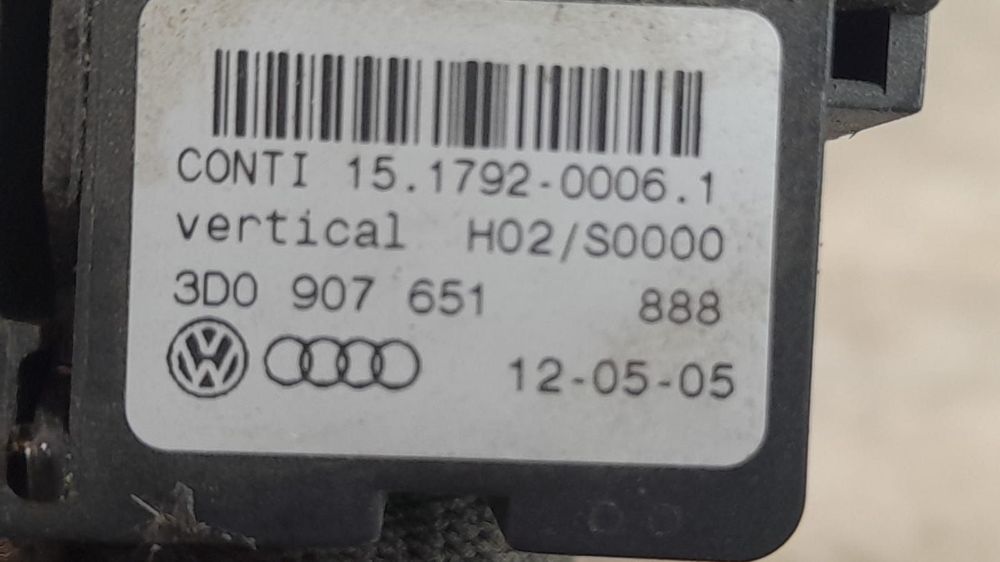 CONTI 15.1792-0006.1
vertical H02/S0000
3D0 907 651 888
12-05-05